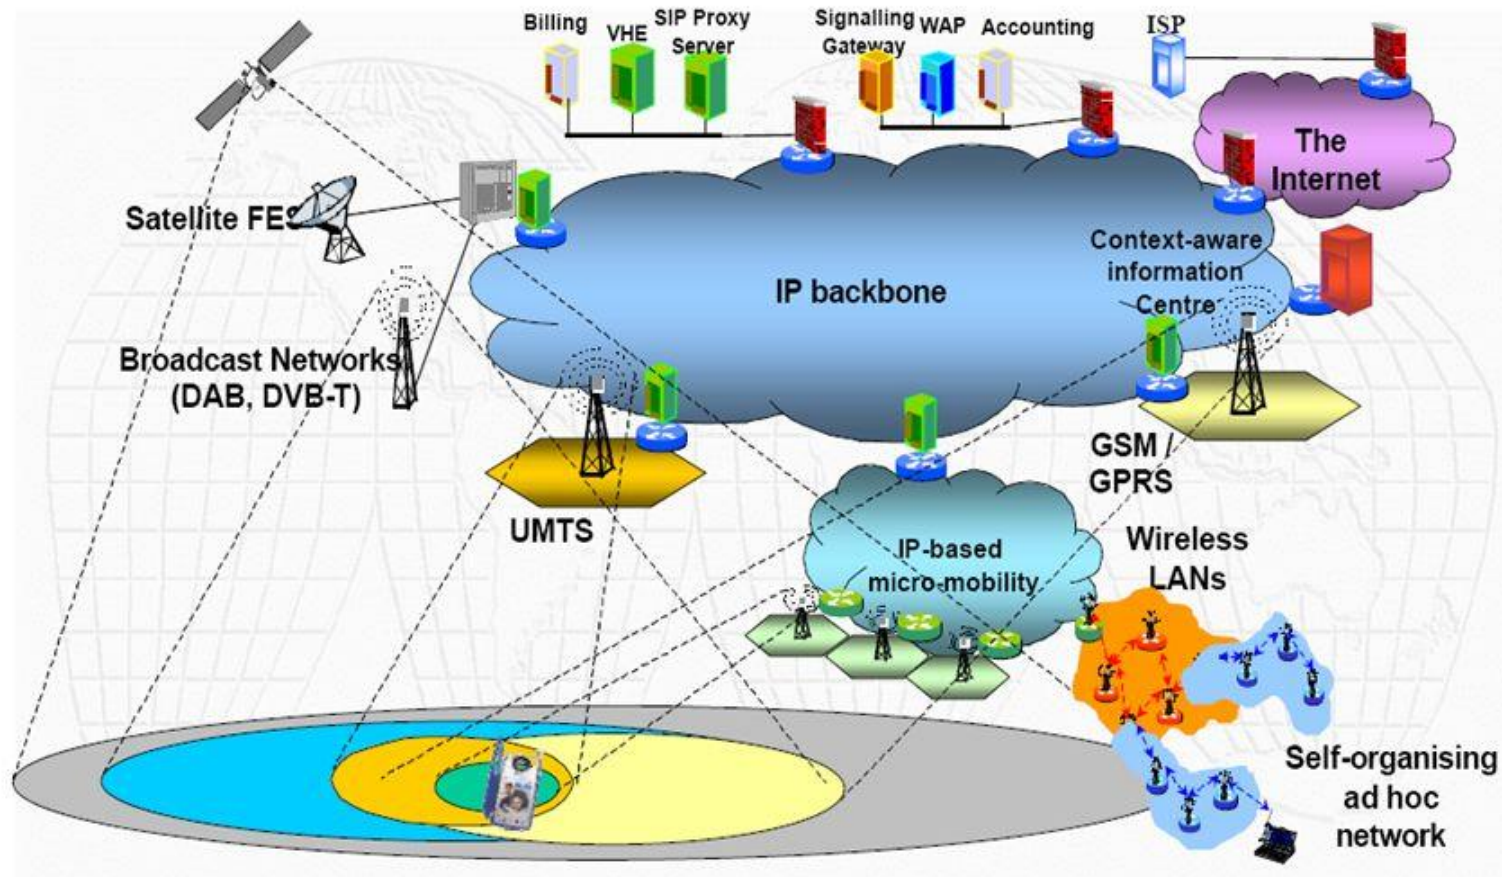 Billing
VHE
SIP Proxy
Server
Signalling
Gateway
WAP
Accounting
ISP
The
Internet
Satellite FES
Context-aware
information
Centre
IP backbone
Broadcast Networks
(DAB, DVB-T)
GSM /
GPRS
UMTS
IP-based
micro-mobility
Wireless
LANs
Self-organising
ad hoc
network